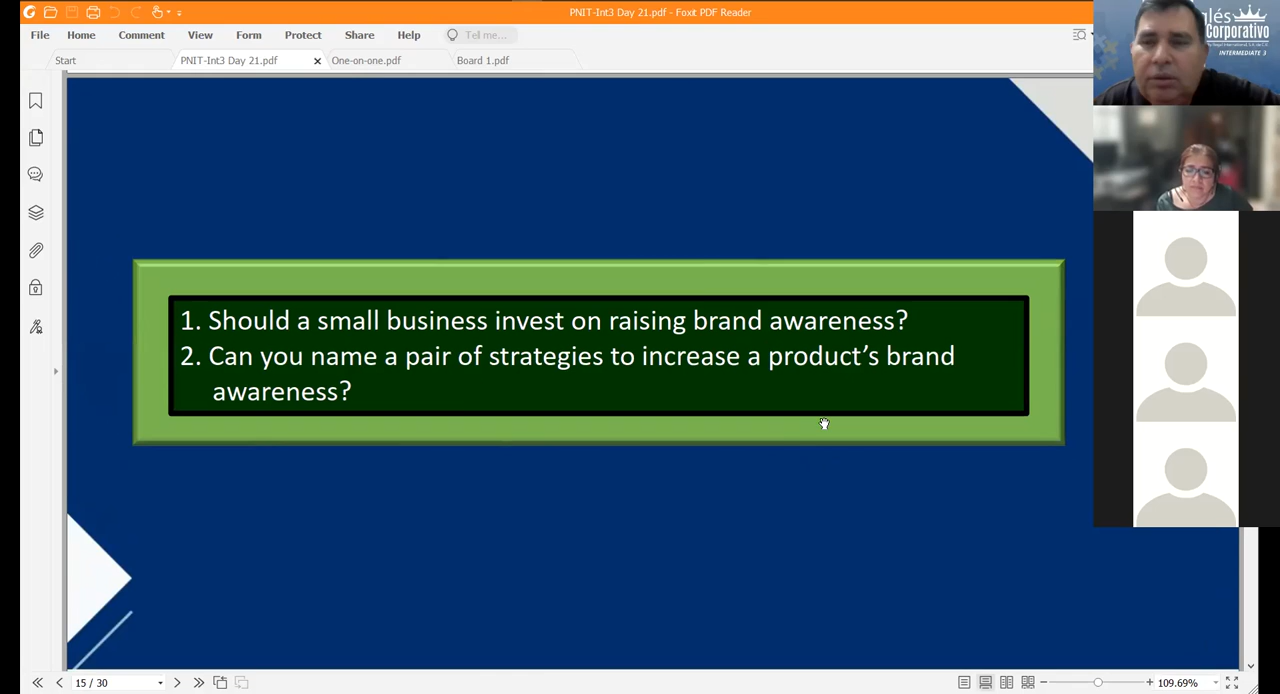 PNIT-Int3 Day 21.pdf - Foxit PDF Reader
File Home Comment View Form Protect Share Help Tell me...
Start PNIT-Int3 Day 21.pdf One-on-one.pdf Board 1.pdf
glés
Corporativo
INTERMEDIATE 3
1. Should a small business invest on raising brand awareness?
2. Can you name a pair of strategies to increase a product’s brand
awareness?
15 / 30
109.69%